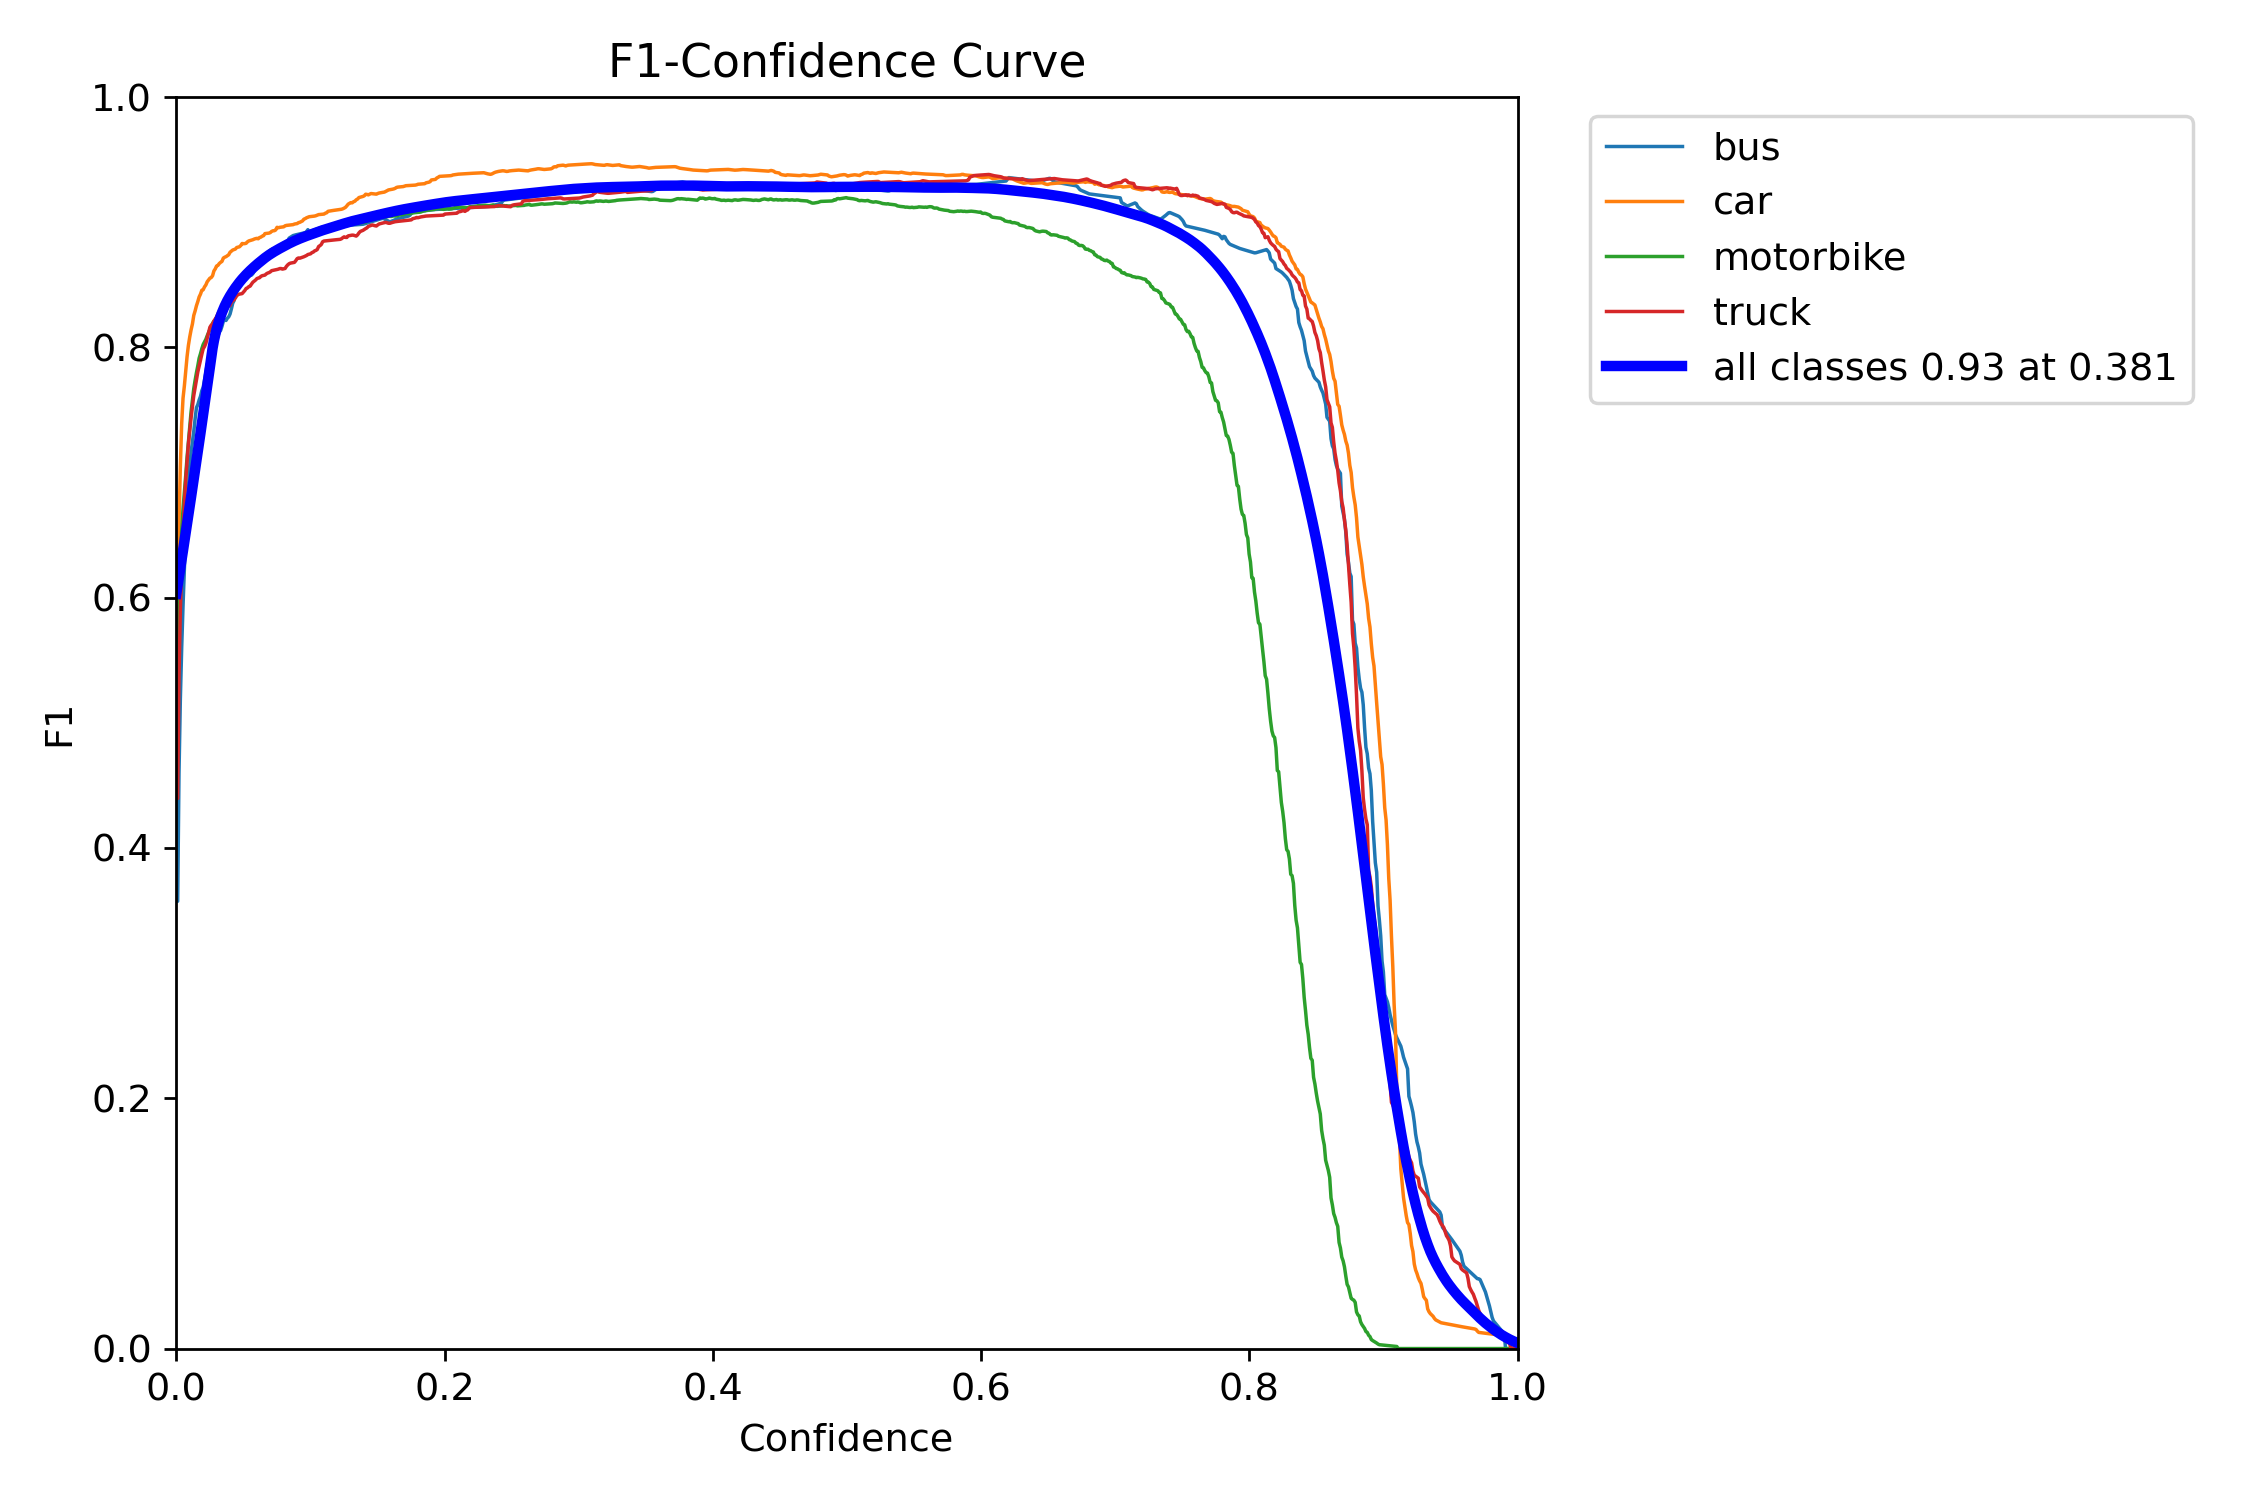 F1-Confidence Curve
1.0
0.8
0.6
0.4
0.2
0.0
F1
0.0 0.2 0.4 0.6 0.8 1.0
Confidence
bus
car
motorbike
truck
all classes 0.93 at 0.381